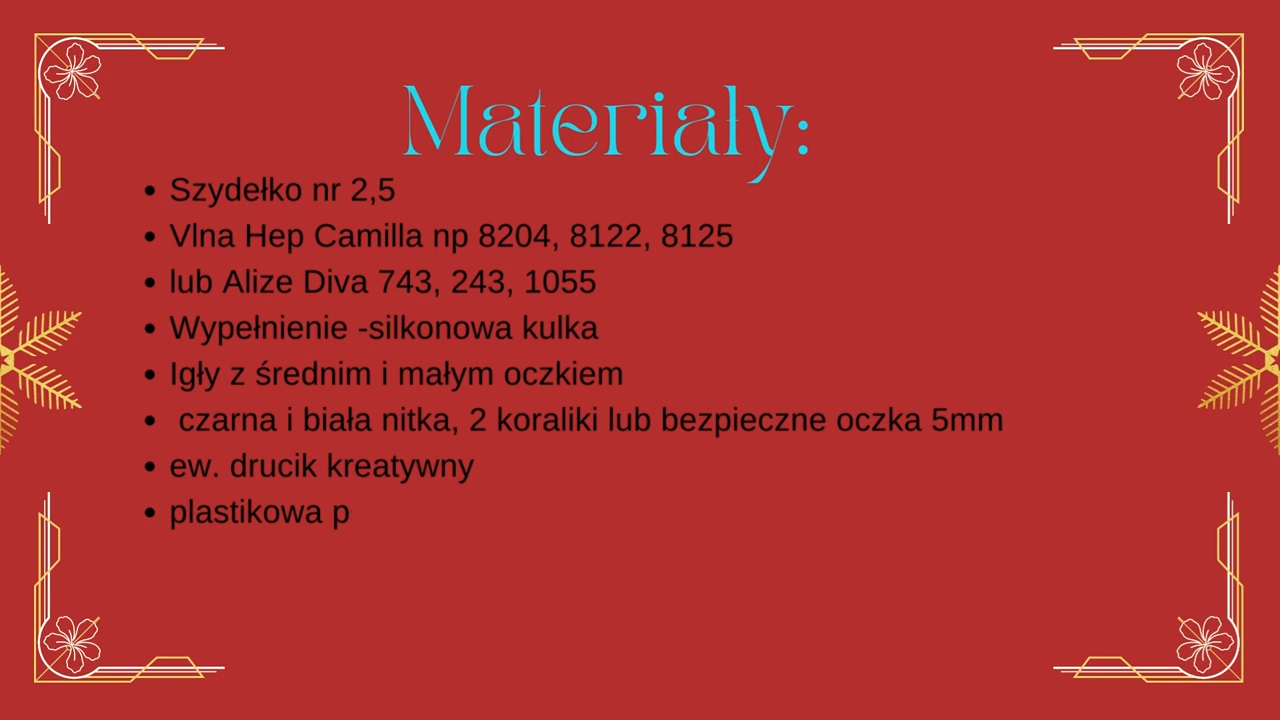 Materiały:
• Szydełko nr 2,5
• Vlna Hep Camilla np 8204, 8122, 8125
• lub Alize Diva 743, 243, 1055
• Wypełnienie -silkonowa kulka
• Igły z średnim i małym oczkiem
• czarna i biała nitka, 2 koraliki lub bezpieczne oczka 5mm
• ew. drucik kreatywny
• plastikowa p